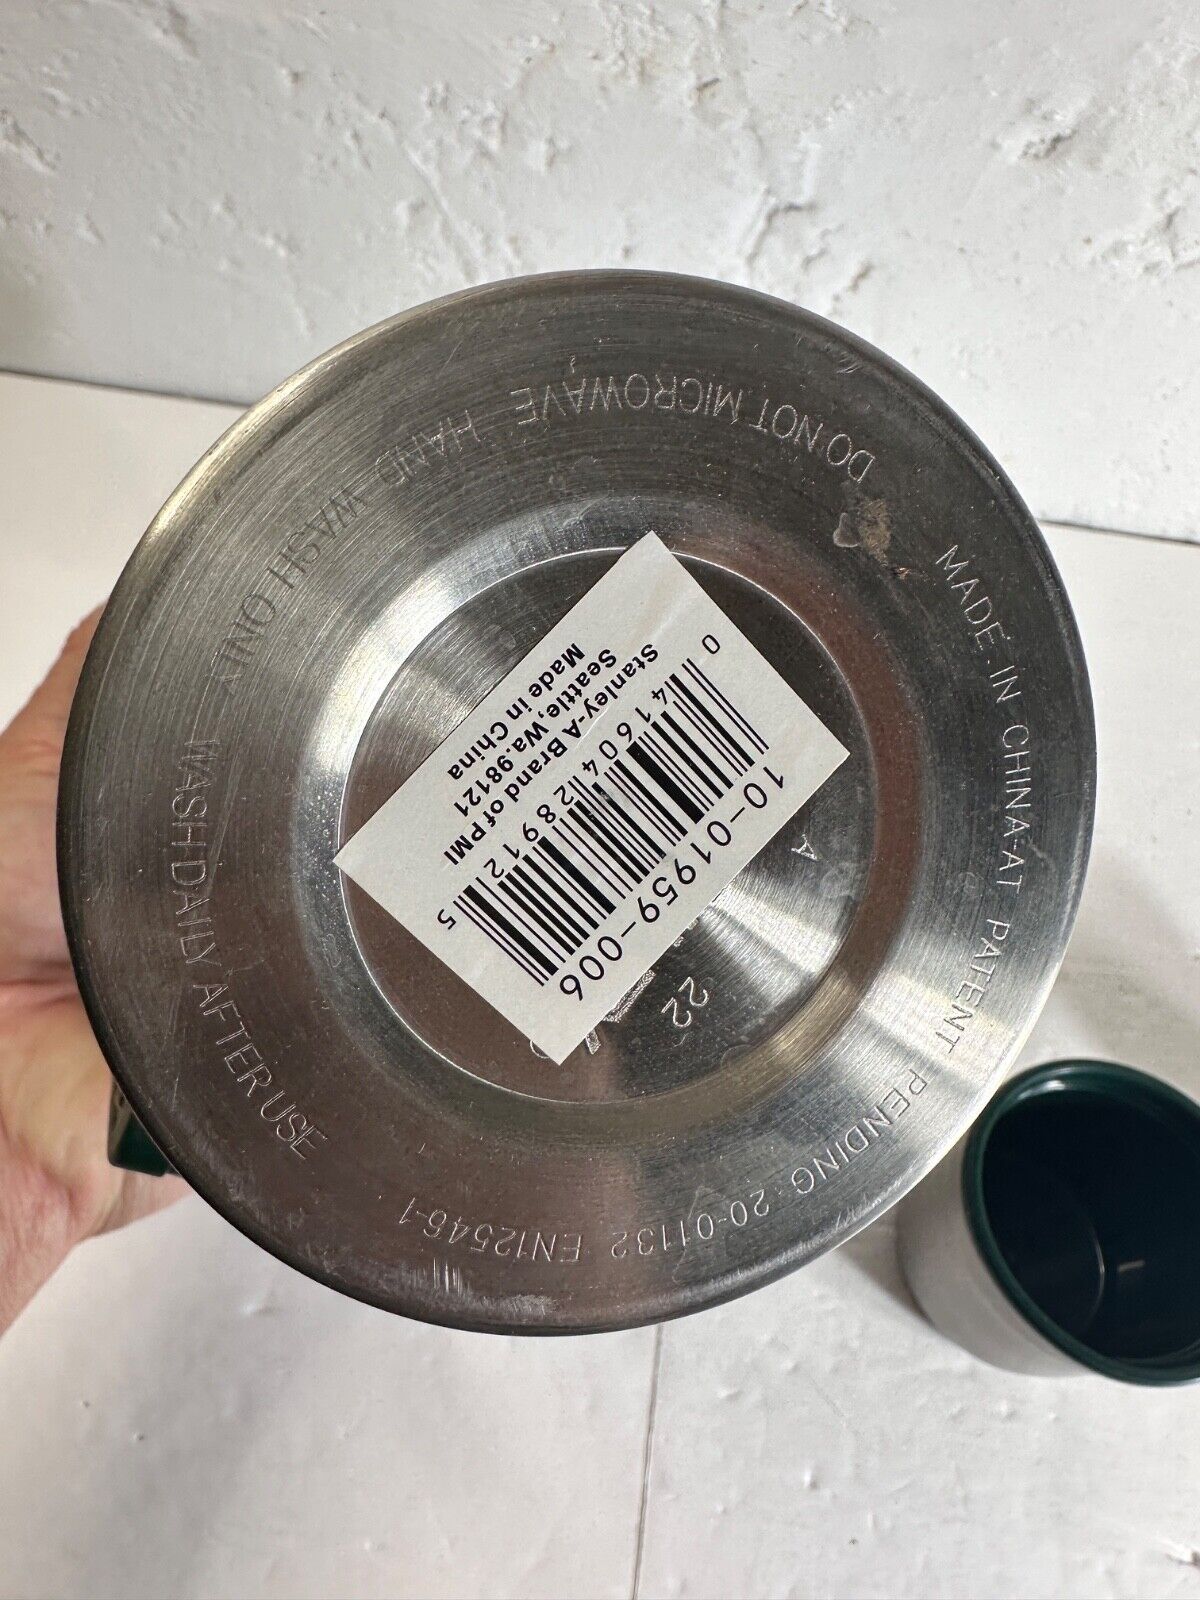 DO NOT MICROWAVE HAND WASH ONLY WASH DAILY AFTER USE
MADE IN CHINA-AT PATENT PENDING 20-01132 EN12546-1
A
22
10-01959-006
0 41604 28912 5
Stanley-A Brand of PMI
Seattle,Wa.98121
Made in China